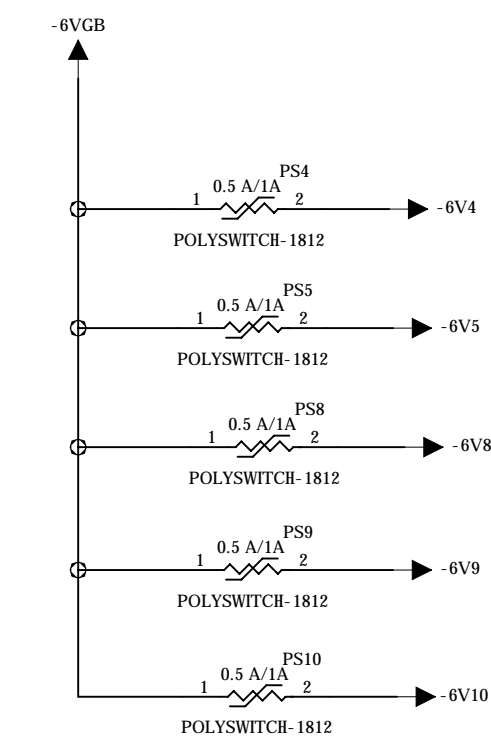 -6VGB
PS4
0.5 A/1A
1 2
-6V4
POLYSWITCH-1812
PS5
0.5 A/1A
1 2
-6V5
POLYSWITCH-1812
PS8
0.5 A/1A
1 2
-6V8
POLYSWITCH-1812
PS9
0.5 A/1A
1 2
-6V9
POLYSWITCH-1812
PS10
0.5 A/1A
1 2
-6V10
POLYSWITCH-1812